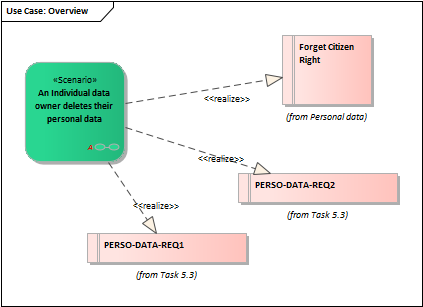 Use Case: Overview
«Scenario»
An Individual data
owner deletes their
personal data
A
Forget Citizen
Right
(from Personal data)
<<realize>>
<<realize>>
<<realize>>
PERSO-DATA-REQ2
(from Task 5.3)
PERSO-DATA-REQ1
(from Task 5.3)